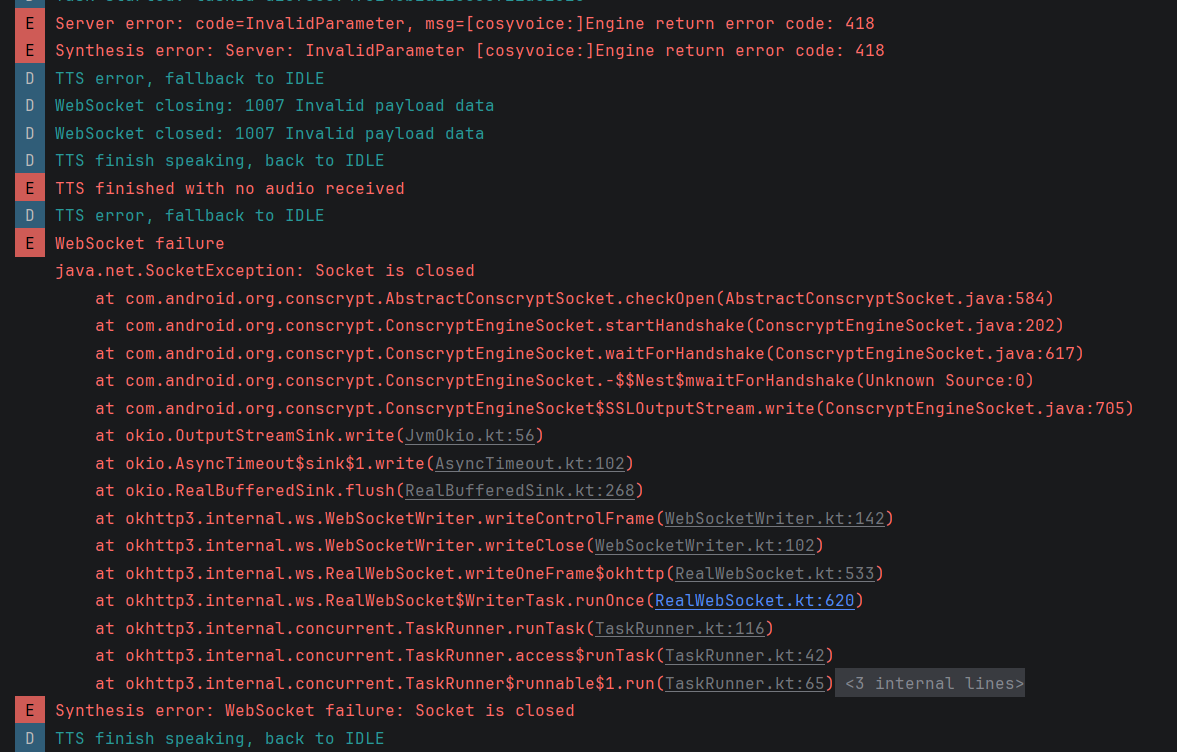 E Server error: code=InvalidParameter, msg=[cosyvoice:]Engine return error code: 418
E Synthesis error: Server: InvalidParameter [cosyvoice:]Engine return error code: 418
D TTS error, fallback to IDLE
D WebSocket closing: 1007 Invalid payload data
D WebSocket closed: 1007 Invalid payload data
D TTS finish speaking, back to IDLE
E TTS finished with no audio received
D TTS error, fallback to IDLE
E WebSocket failure
java.net.SocketException: Socket is closed
at com.android.org.conscrypt.AbstractConscryptSocket.checkOpen(AbstractConscryptSocket.java:584)
at com.android.org.conscrypt.ConscryptEngineSocket.startHandshake(ConscryptEngineSocket.java:202)
at com.android.org.conscrypt.ConscryptEngineSocket.waitForHandshake(ConscryptEngineSocket.java:617)
at com.android.org.conscrypt.ConscryptEngineSocket.-$$Nest$mwaitForHandshake(Unknown Source:0)
at com.android.org.conscrypt.ConscryptEngineSocket$SSLOutputStream.write(ConscryptEngineSocket.java:705)
at okio.OutputStreamSink.write(JvmOkio.kt:56)
at okio.AsyncTimeout$sink$1.write(AsyncTimeout.kt:102)
at okio.RealBufferedSink.flush(RealBufferedSink.kt:268)
at okhttp3.internal.ws.WebSocketWriter.writeControlFrame(WebSocketWriter.kt:142)
at okhttp3.internal.ws.WebSocketWriter.writeClose(WebSocketWriter.kt:102)
at okhttp3.internal.ws.RealWebSocket.writeOneFrame$okhttp(RealWebSocket.kt:533)
at okhttp3.internal.ws.RealWebSocket$WriterTask.runOnce(RealWebSocket.kt:620)
at okhttp3.internal.concurrent.TaskRunner.runTask(TaskRunner.kt:116)
at okhttp3.internal.concurrent.TaskRunner.access$runTask(TaskRunner.kt:42)
at okhttp3.internal.concurrent.TaskRunner$runnable$1.run(TaskRunner.kt:65) <3 internal lines>
E Synthesis error: WebSocket failure: Socket is closed
D TTS finish speaking, back to IDLE